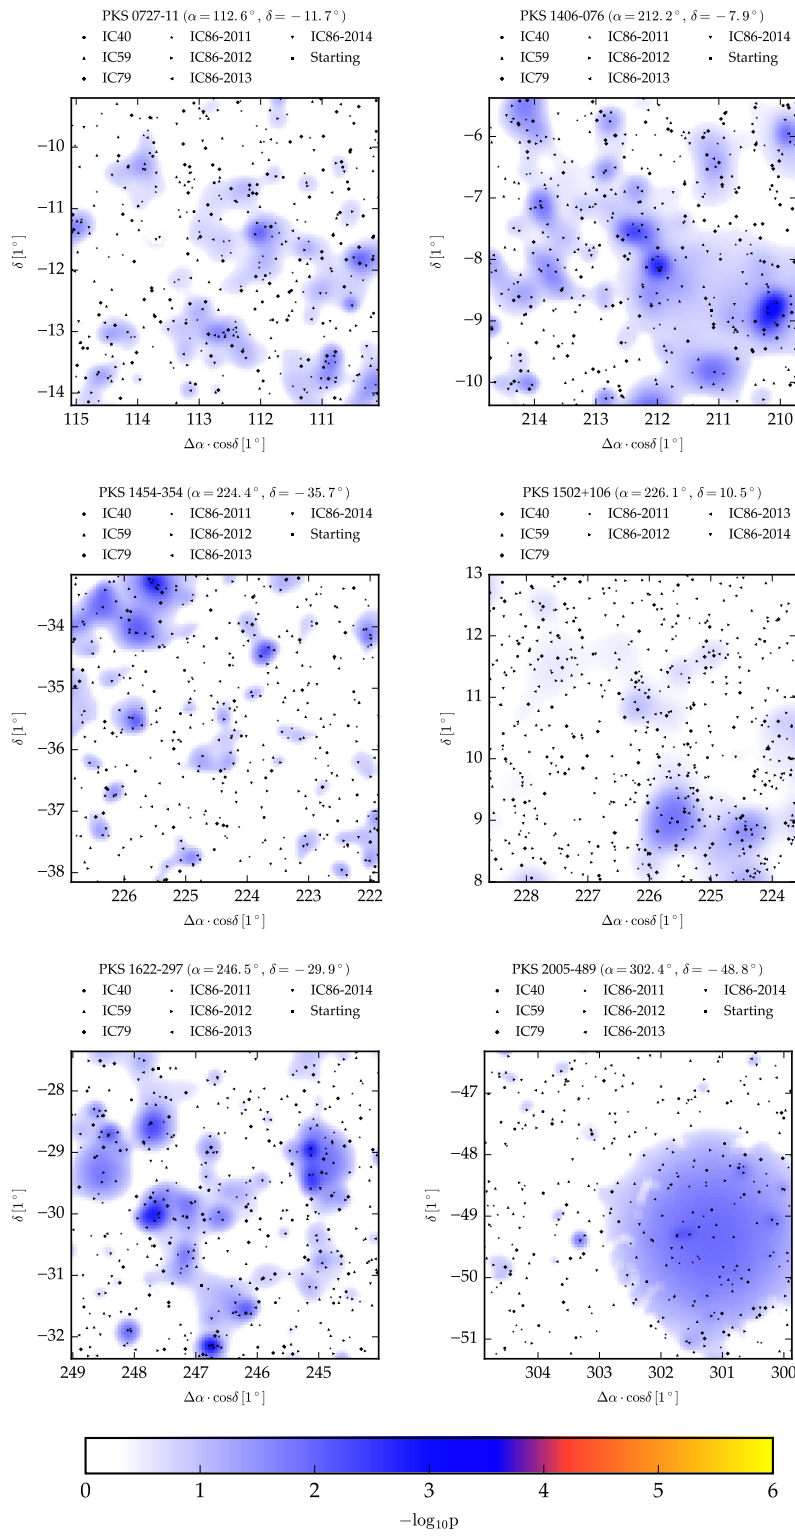 PKS 0727-11 (α = 112.6°, δ = −11.7°)
IC40 IC86-2011 IC86-2014
IC59 IC86-2012 Starting
IC79 IC86-2013
−10
−11
−12
−13
−14
δ [1°]
115 114 113 112 111
Δα · cosδ [1°]
PKS 1406-076 (α = 212.2°, δ = −7.9°)
IC40 IC86-2011 IC86-2014
IC59 IC86-2012 Starting
IC79 IC86-2013
−6
−7
−8
−9
−10
δ [1°]
214 213 212 211 210
Δα · cosδ [1°]
PKS 1454-354 (α = 224.4°, δ = −35.7°)
IC40 IC86-2011 IC86-2014
IC59 IC86-2012 Starting
IC79 IC86-2013
−34
−35
−36
−37
−38
δ [1°]
226 225 224 223 222
Δα · cosδ [1°]
PKS 1502+106 (α = 226.1°, δ = 10.5°)
IC40 IC86-2011 IC86-2013
IC59 IC86-2012 IC86-2014
IC79
13
12
11
10
9
8
δ [1°]
228 227 226 225 224
Δα · cosδ [1°]
PKS 1622-297 (α = 246.5°, δ = −29.9°)
IC40 IC86-2011 IC86-2014
IC59 IC86-2012 Starting
IC79 IC86-2013
−28
−29
−30
−31
−32
δ [1°]
249 248 247 246 245
Δα · cosδ [1°]
PKS 2005-489 (α = 302.4°, δ = −48.8°)
IC40 IC86-2011 IC86-2014
IC59 IC86-2012 Starting
IC79 IC86-2013
−47
−48
−49
−50
−51
δ [1°]
304 303 302 301 300
Δα · cosδ [1°]
0 1 2 3 4 5 6
−log₁₀p